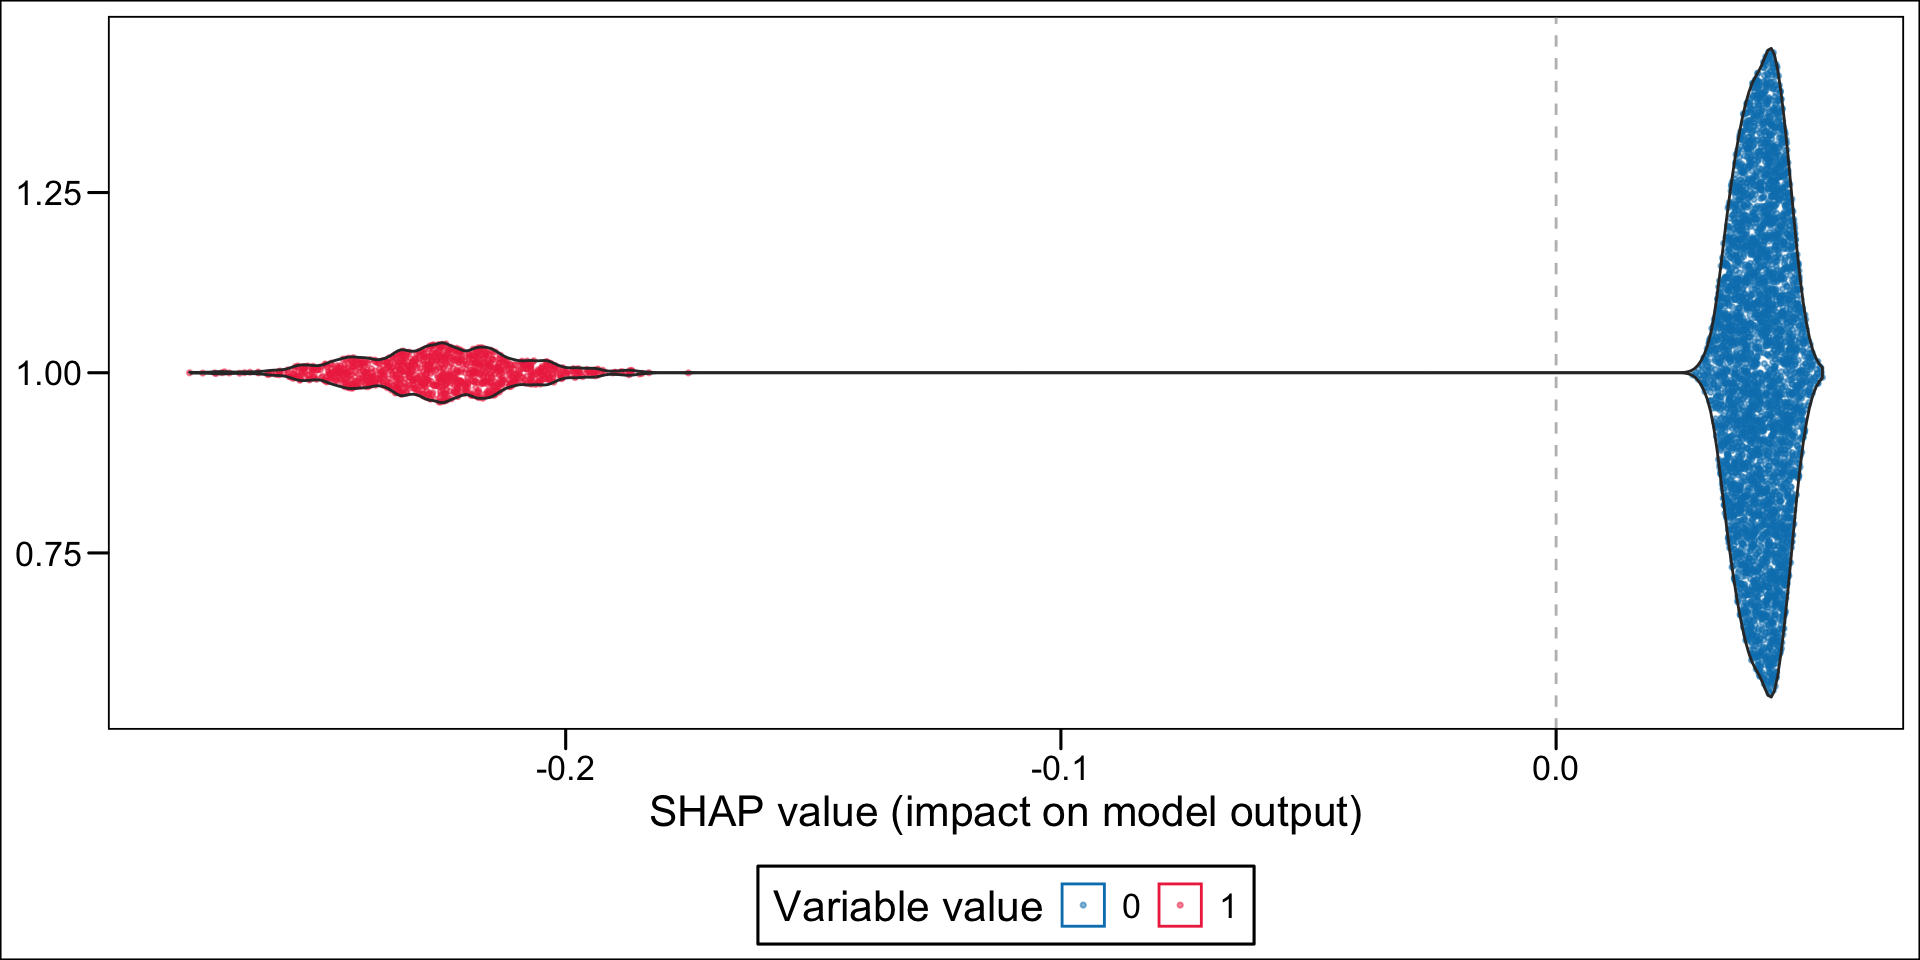 1.25
1.00
0.75
-0.2 -0.1 0.0
SHAP value (impact on model output)
Variable value 0 1